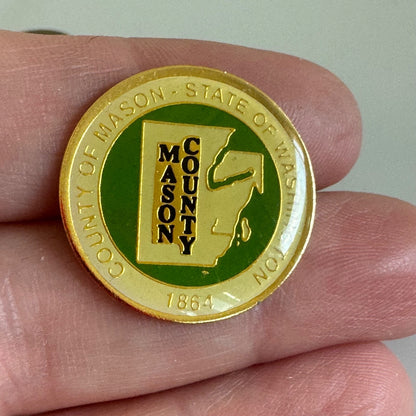 COUNTY OF MASON - STATE OF WASHINGTON
MASON
COUNTY
1864